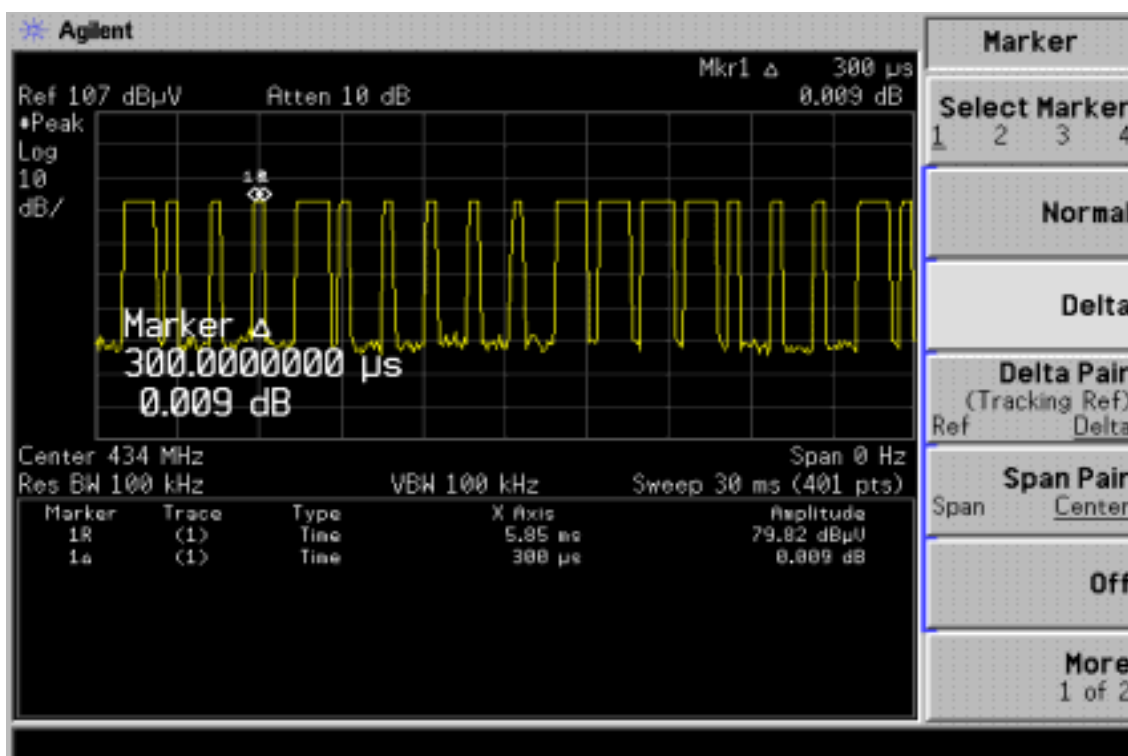 Agilent
Marker
Mkr1 Δ 300 µs
Ref 107 dBµV Atten 10 dB 0.009 dB
•Peak
Log
10
dB/
Marker Δ
300.0000000 µs
0.009 dB
Center 434 MHz Span 0 Hz
Res BW 100 kHz VBW 100 kHz Sweep 30 ms (401 pts)
Marker Trace Type X Axis Amplitude
1R (1) Time 5.85 ms 79.82 dBµV
1Δ (1) Time 300 µs 0.009 dB
Select Marker
1 2 3 4
Normal
Delta
Delta Pair
(Tracking Ref)
Ref Delta
Span Pair
Span Center
Off
More
1 of 2